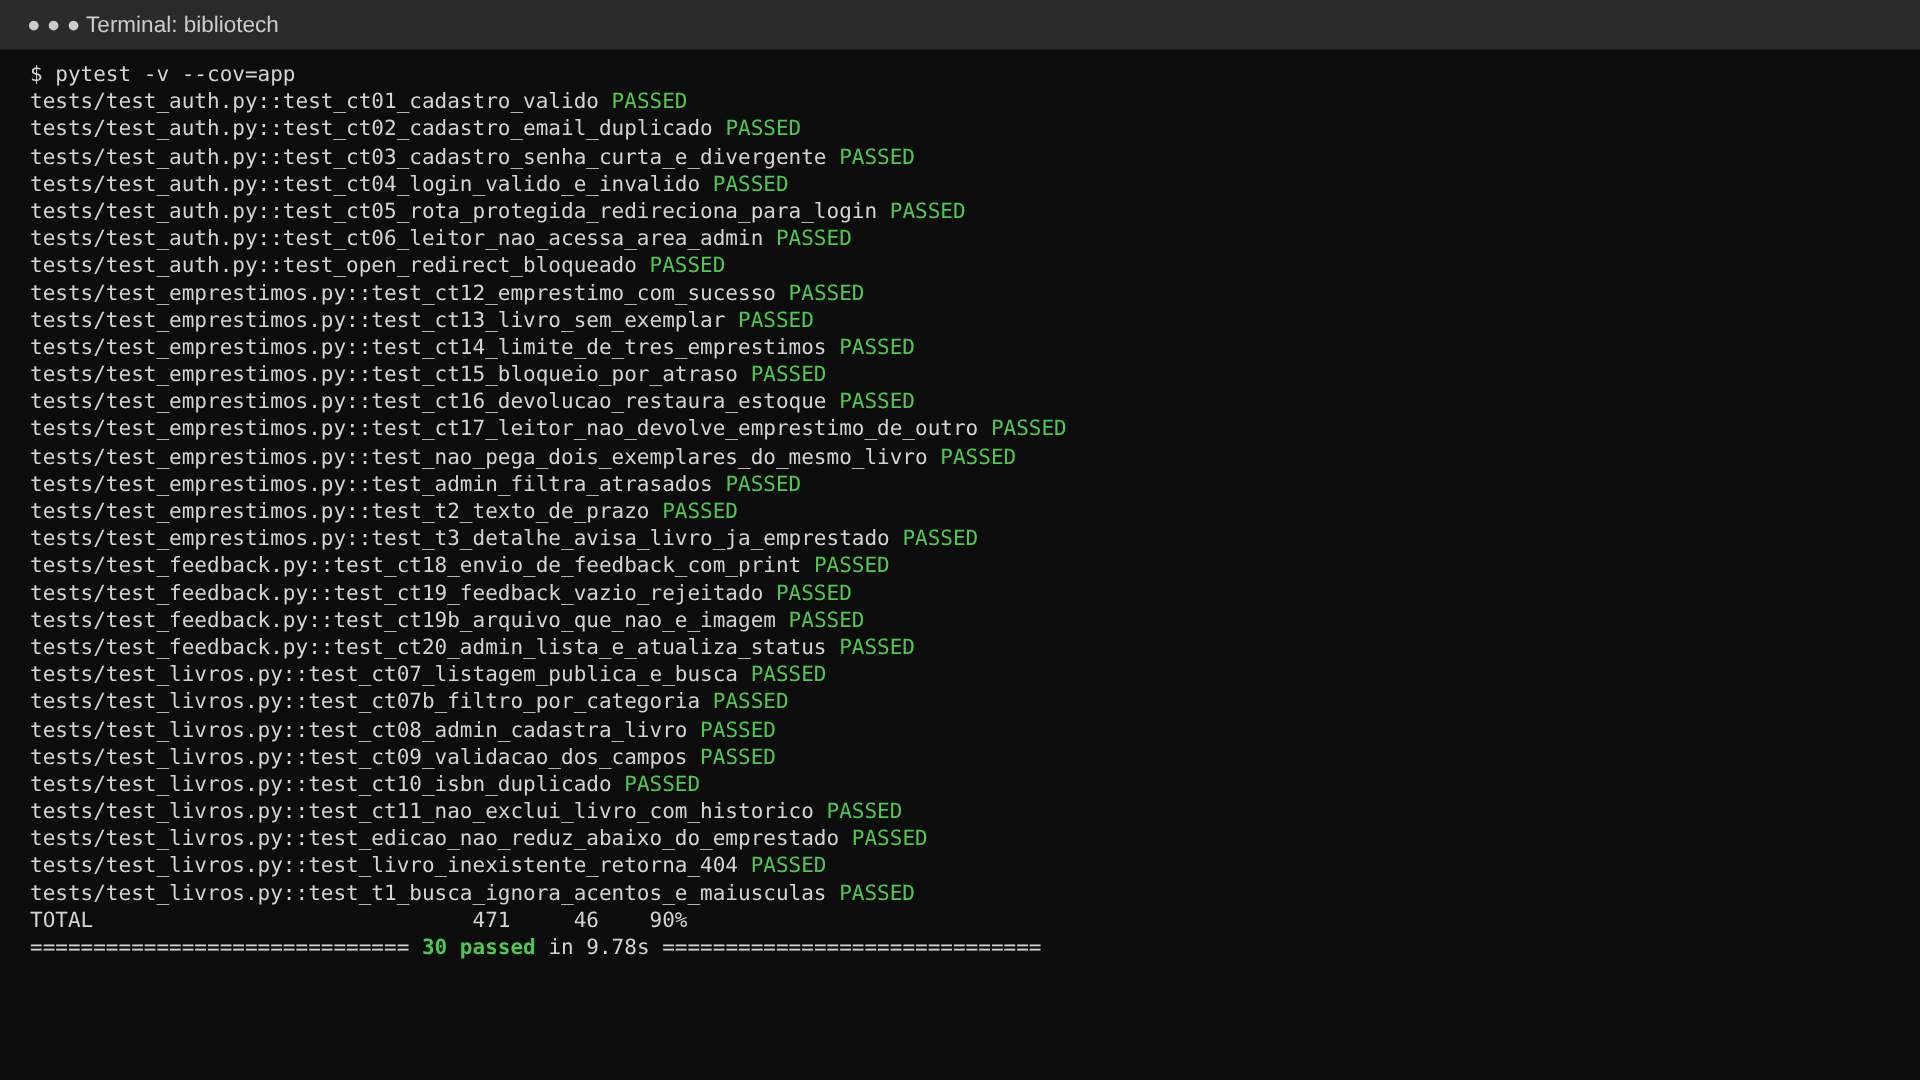 ● ● ● Terminal: bibliotech
$ pytest -v --cov=app
tests/test_auth.py::test_ct01_cadastro_valido PASSED
tests/test_auth.py::test_ct02_cadastro_email_duplicado PASSED
tests/test_auth.py::test_ct03_cadastro_senha_curta_e_divergente PASSED
tests/test_auth.py::test_ct04_login_valido_e_invalido PASSED
tests/test_auth.py::test_ct05_rota_protegida_redireciona_para_login PASSED
tests/test_auth.py::test_ct06_leitor_nao_acessa_area_admin PASSED
tests/test_auth.py::test_open_redirect_bloqueado PASSED
tests/test_emprestimos.py::test_ct12_emprestimo_com_sucesso PASSED
tests/test_emprestimos.py::test_ct13_livro_sem_exemplar PASSED
tests/test_emprestimos.py::test_ct14_limite_de_tres_emprestimos PASSED
tests/test_emprestimos.py::test_ct15_bloqueio_por_atraso PASSED
tests/test_emprestimos.py::test_ct16_devolucao_restaura_estoque PASSED
tests/test_emprestimos.py::test_ct17_leitor_nao_devolve_emprestimo_de_outro PASSED
tests/test_emprestimos.py::test_nao_pega_dois_exemplares_do_mesmo_livro PASSED
tests/test_emprestimos.py::test_admin_filtra_atrasados PASSED
tests/test_emprestimos.py::test_t2_texto_de_prazo PASSED
tests/test_emprestimos.py::test_t3_detalhe_avisa_livro_ja_emprestado PASSED
tests/test_feedback.py::test_ct18_envio_de_feedback_com_print PASSED
tests/test_feedback.py::test_ct19_feedback_vazio_rejeitado PASSED
tests/test_feedback.py::test_ct19b_arquivo_que_nao_e_imagem PASSED
tests/test_feedback.py::test_ct20_admin_lista_e_atualiza_status PASSED
tests/test_livros.py::test_ct07_listagem_publica_e_busca PASSED
tests/test_livros.py::test_ct07b_filtro_por_categoria PASSED
tests/test_livros.py::test_ct08_admin_cadastra_livro PASSED
tests/test_livros.py::test_ct09_validacao_dos_campos PASSED
tests/test_livros.py::test_ct10_isbn_duplicado PASSED
tests/test_livros.py::test_ct11_nao_exclui_livro_com_historico PASSED
tests/test_livros.py::test_edicao_nao_reduz_abaixo_do_emprestado PASSED
tests/test_livros.py::test_livro_inexistente_retorna_404 PASSED
tests/test_livros.py::test_t1_busca_ignora_acentos_e_maiusculas PASSED
TOTAL                              471     46    90%
============================== 30 passed in 9.78s ==============================